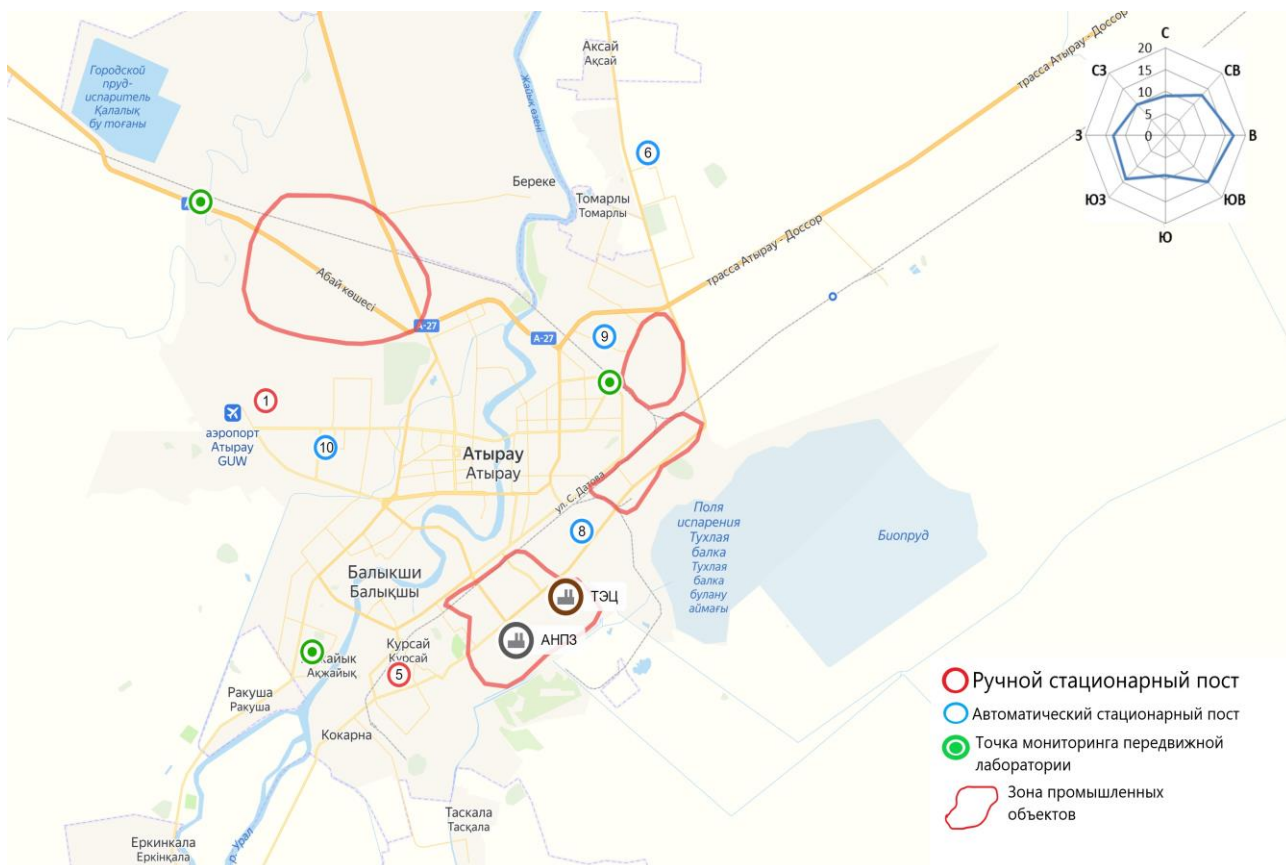 Городской
пруд-
испаритель
Қалалық
бу тоғаны
Аксай
Ақсай
трасса Атырау - Доссор
С
20
15
10
5
0
СЗ
СВ
З
В
ЮЗ
ЮВ
Ю
Жайық өзені
6
Береке
Томарлы
Томарлы
трасса Атырау - Доссор
Абай көшесі
А-27
А-27
9
1
аэропорт
Атырау
GUW
10
Атырау
Атырау
ул. С. Датова
8
Поля
испарения
Тухлая
балка
Тухлая
балка
булану
аймағы
Биопруд
Балыкши
Балықшы
ТЭЦ
АНПЗ
Курсай
Құрсай
5
Ақжайық
Ракуша
Ракуша
Кокарна
р. Урал
Таскала
Тасқала
Еркинкала
Еркінқала
Ручной стационарный пост
Автоматический стационарный пост
Точка мониторинга передвижной
лаборатории
Зона промышленных
объектов